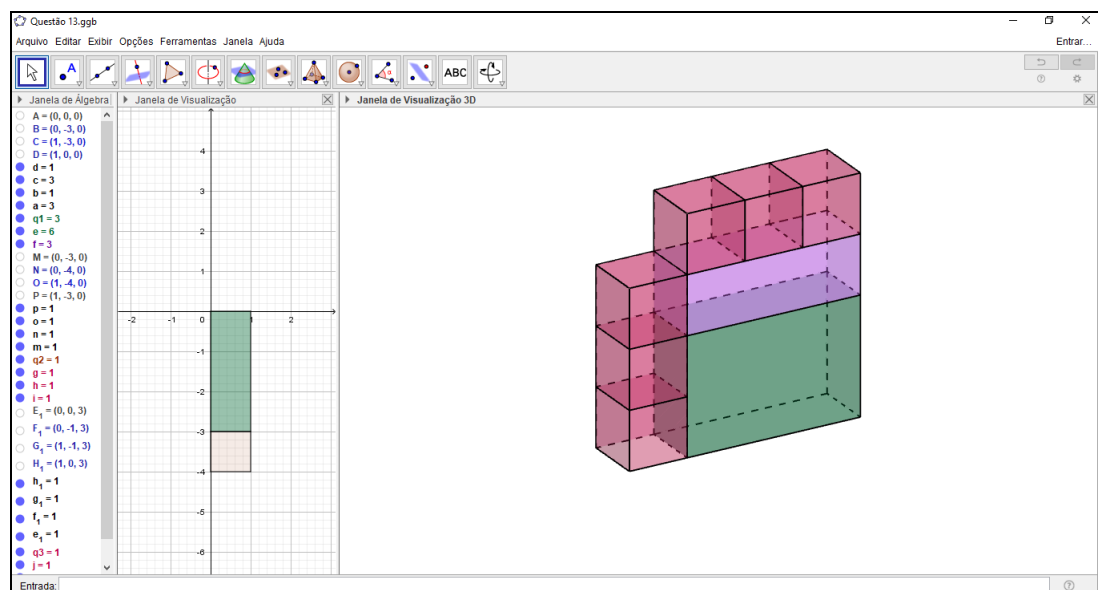 Questão 13.ggb
Arquivo Editar Exibir Opções Ferramentas Janela Ajuda
Entrar...
A
ABC
Janela de Álgebra
Janela de Visualização
Janela de Visualização 3D
A = (0, 0, 0)
B = (0, -3, 0)
C = (1, -3, 0)
D = (1, 0, 0)
d = 1
c = 3
b = 1
a = 3
q1 = 3
e = 6
f = 3
M = (0, -3, 0)
N = (0, -4, 0)
O = (1, -4, 0)
P = (1, -3, 0)
p = 1
o = 1
n = 1
m = 1
q2 = 1
g = 1
h = 1
i = 1
E₁ = (0, 0, 3)
F₁ = (0, -1, 3)
G₁ = (1, -1, 3)
H₁ = (1, 0, 3)
h₁ = 1
g₁ = 1
f₁ = 1
e₁ = 1
q3 = 1
j = 1
4
3
2
1
-2 -1 0 1 2
-1
-2
-3
-4
-5
-6
Entrada: